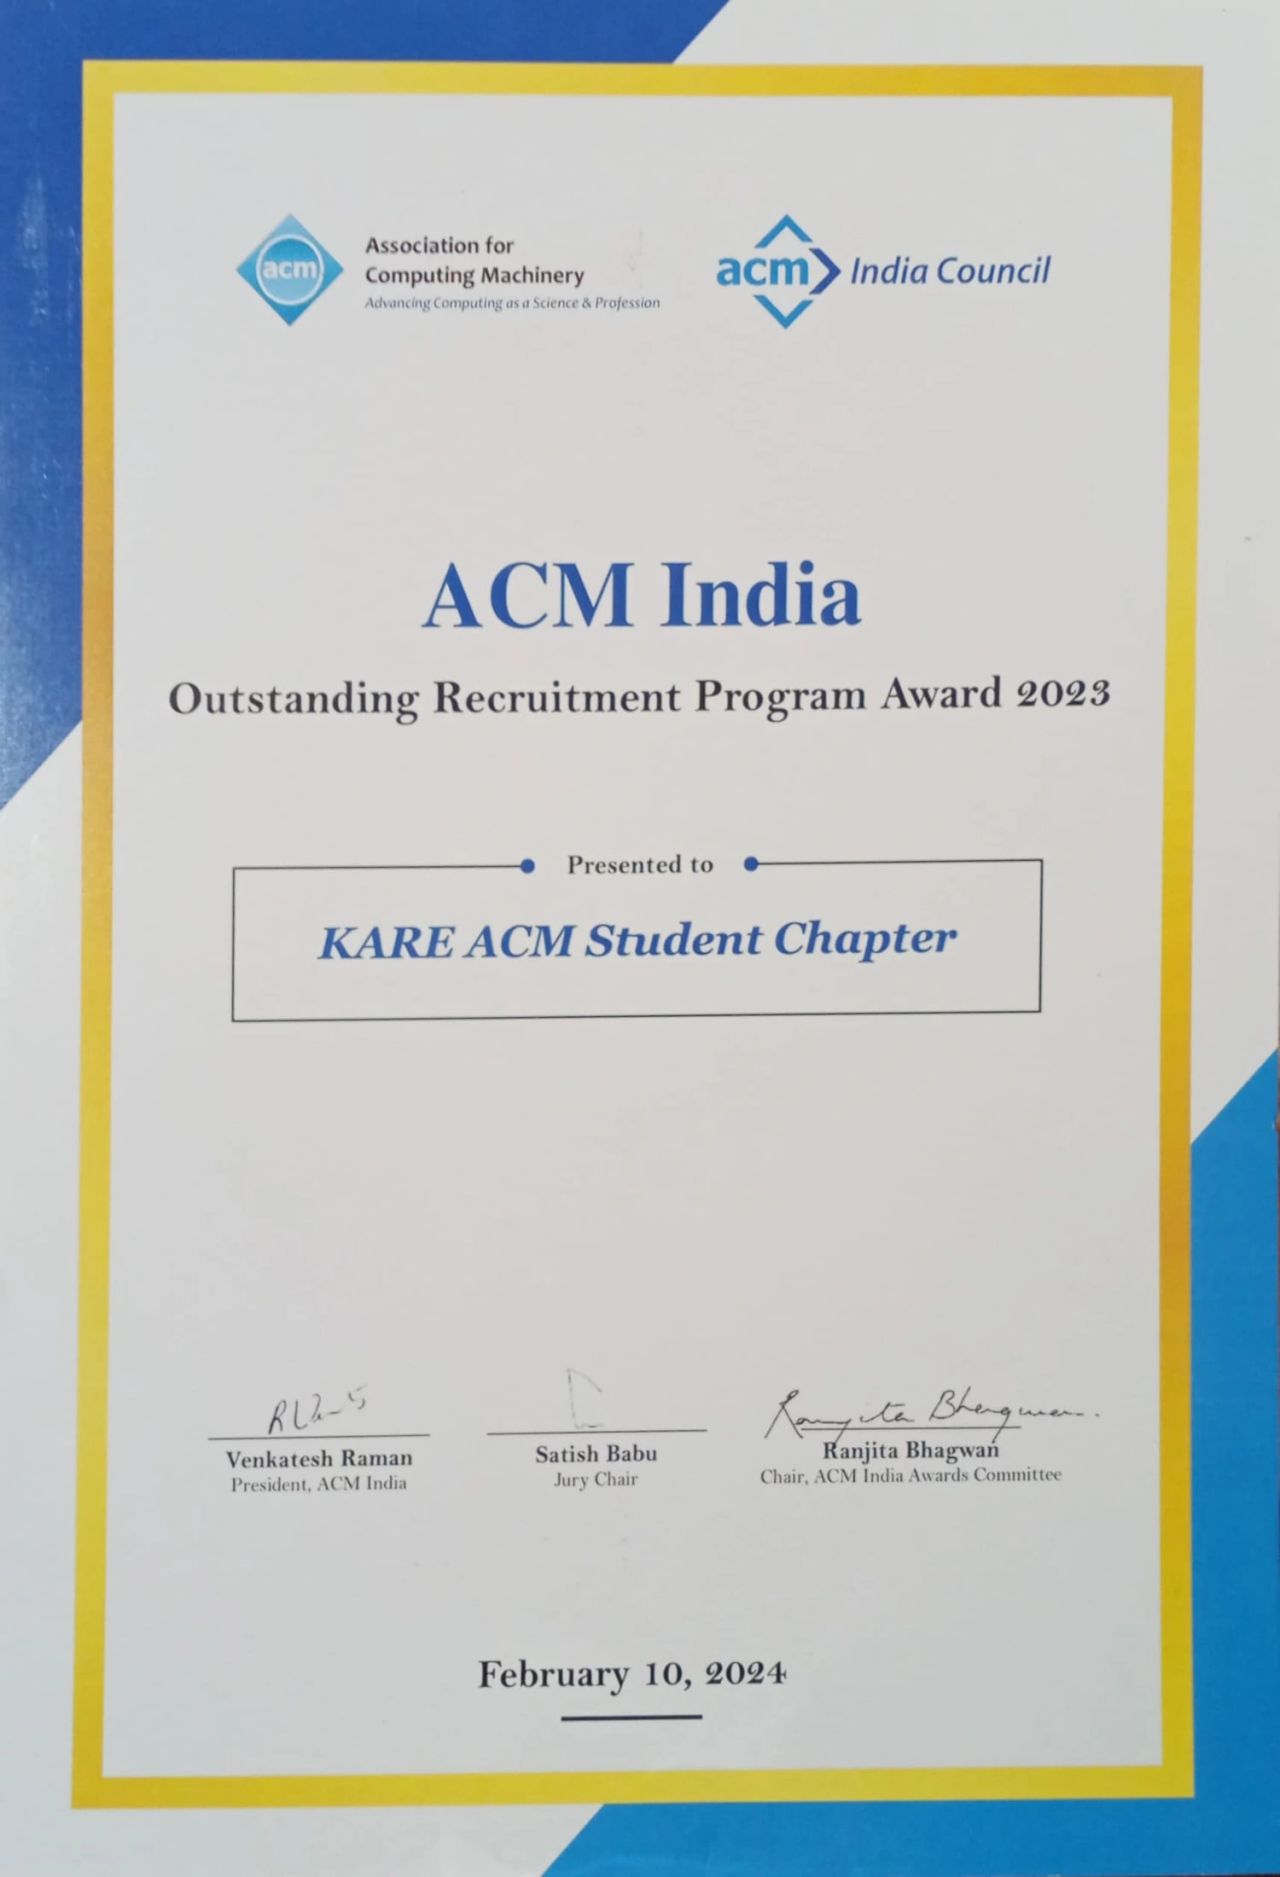 acm
Association for
Computing Machinery
Advancing Computing as a Science & Profession
acm India Council
ACM India
Outstanding Recruitment Program Award 2023
Presented to
KARE ACM Student Chapter
Ranjita Bhagwan
Venkatesh Raman
President, ACM India
Satish Babu
Jury Chair
Ranjita Bhagwan
Chair, ACM India Awards Committee
February 10, 2024